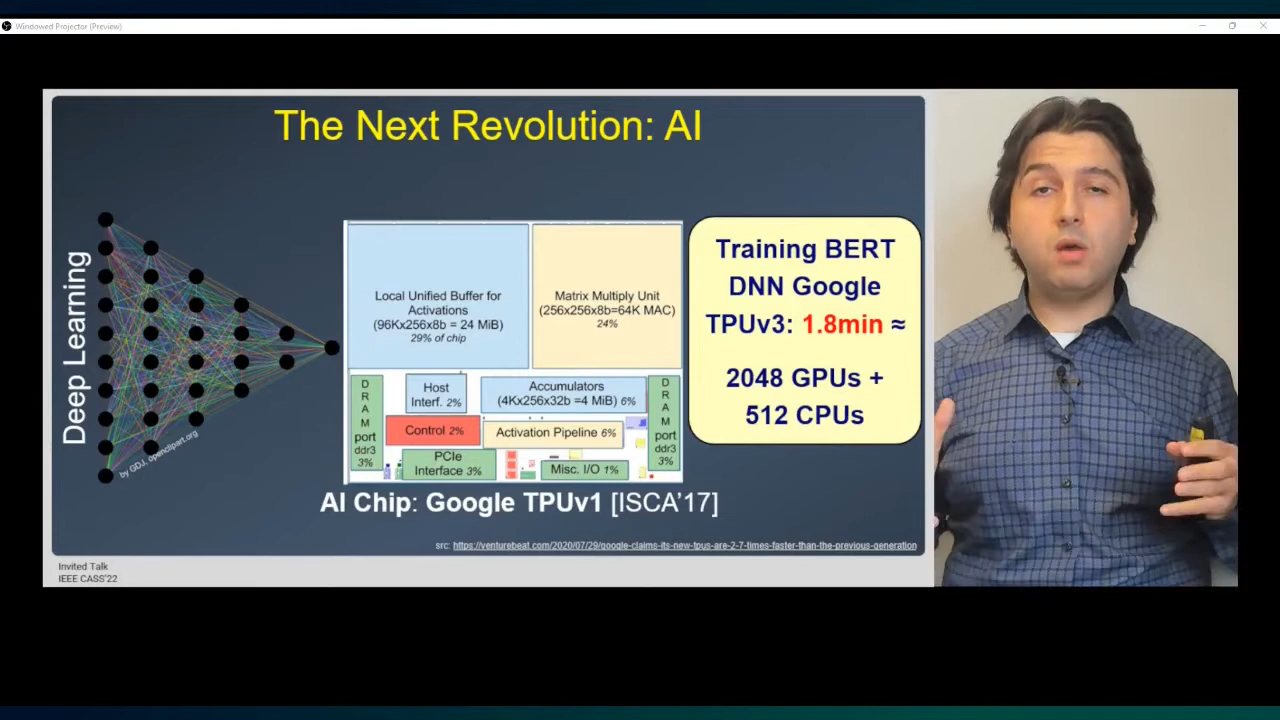 Windowed Projector (Preview)
The Next Revolution: AI
Deep Learning
by GDJ, openclipart.org
Local Unified Buffer for
Activations
(96Kx256x8b = 24 MiB)
29% of chip
Matrix Multiply Unit
(256x256x8b=64K MAC)
24%
D
R
A
M
port
ddr3
3%
Host
Interf. 2%
Accumulators
(4Kx256x32b =4 MiB) 6%
D
R
A
M
port
ddr3
3%
Control 2%
Activation Pipeline 6%
PCIe
Interface 3%
Misc. I/O 1%
AI Chip: Google TPUv1 [ISCA'17]
Training BERT
DNN Google
TPUv3: 1.8min ≈
2048 GPUs +
512 CPUs
src: https://venturebeat.com/2020/07/29/google-claims-its-new-tpus-are-2-7-times-faster-than-the-previous-generation
Invited Talk
IEEE CASS'22